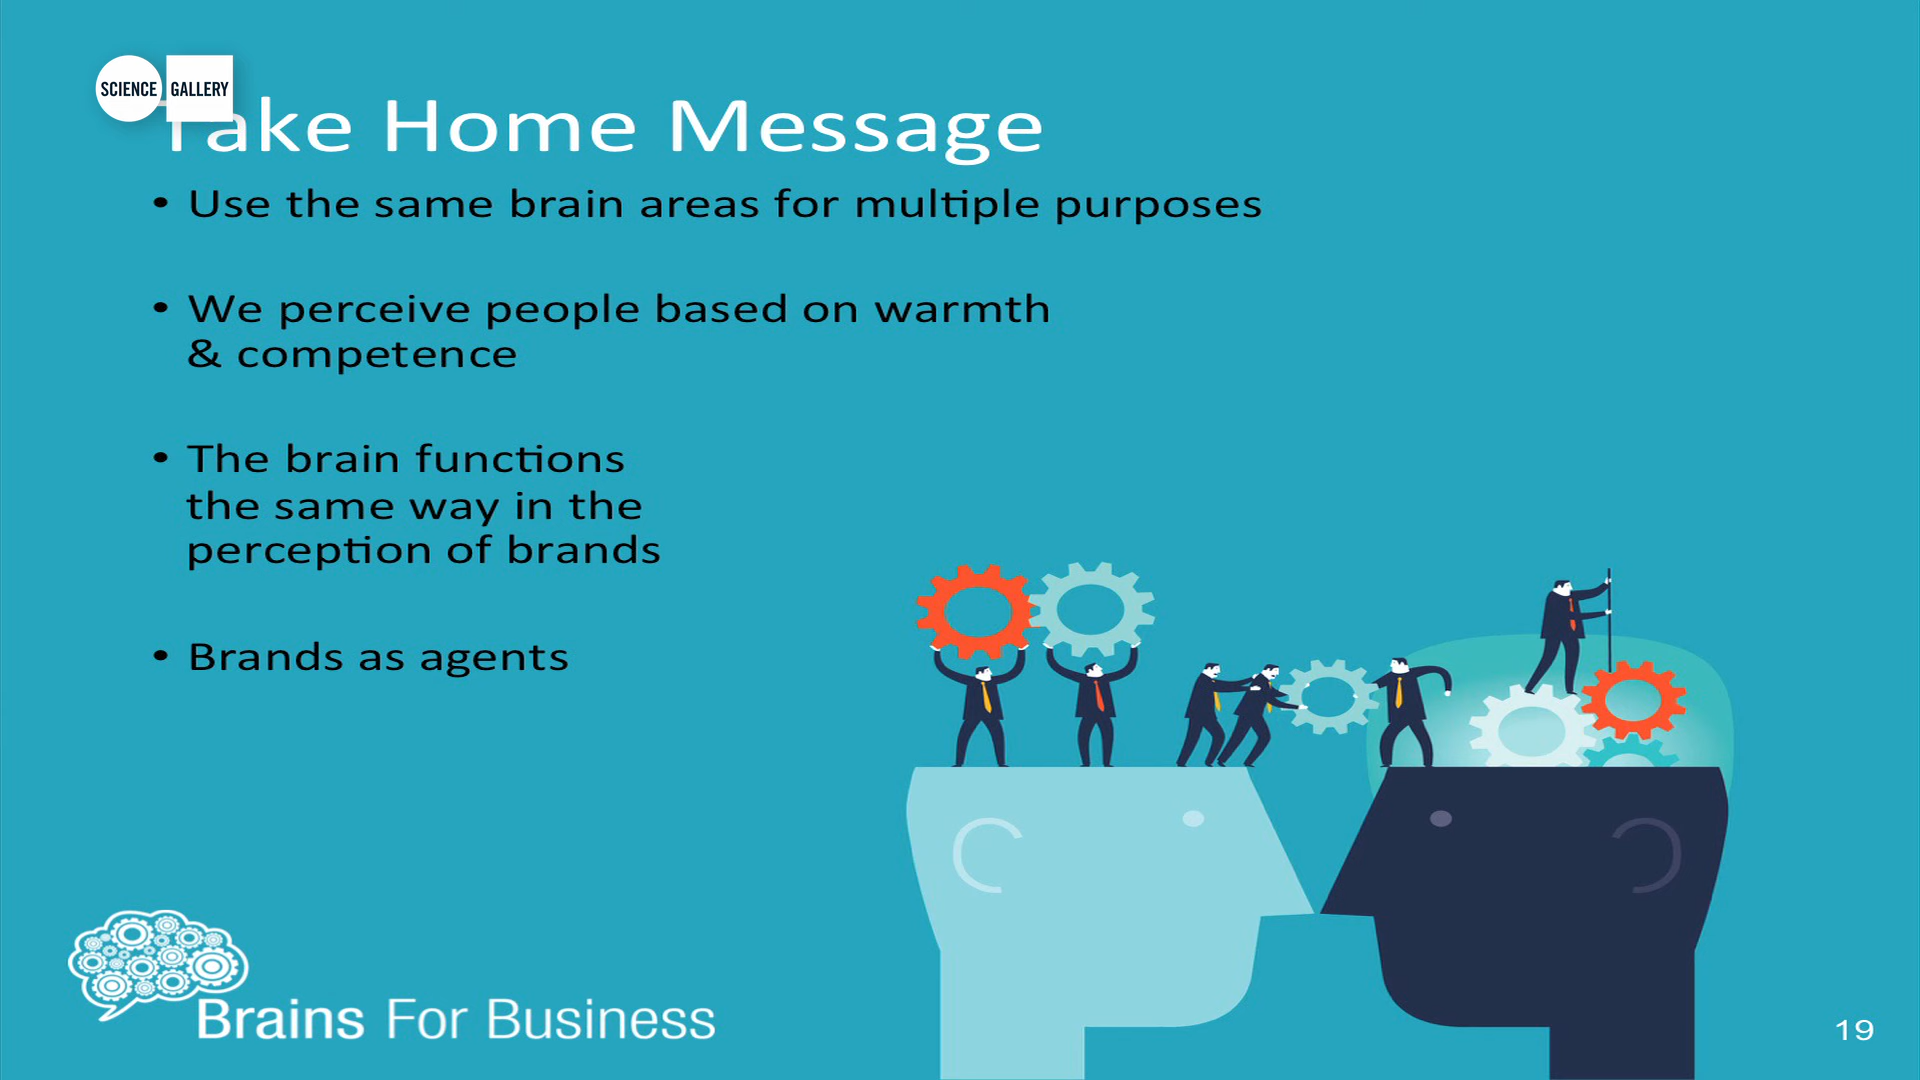 SCIENCE GALLERY
Take Home Message
• Use the same brain areas for multiple purposes
• We perceive people based on warmth
& competence
• The brain functions
the same way in the
perception of brands
• Brands as agents
Brains For Business
19